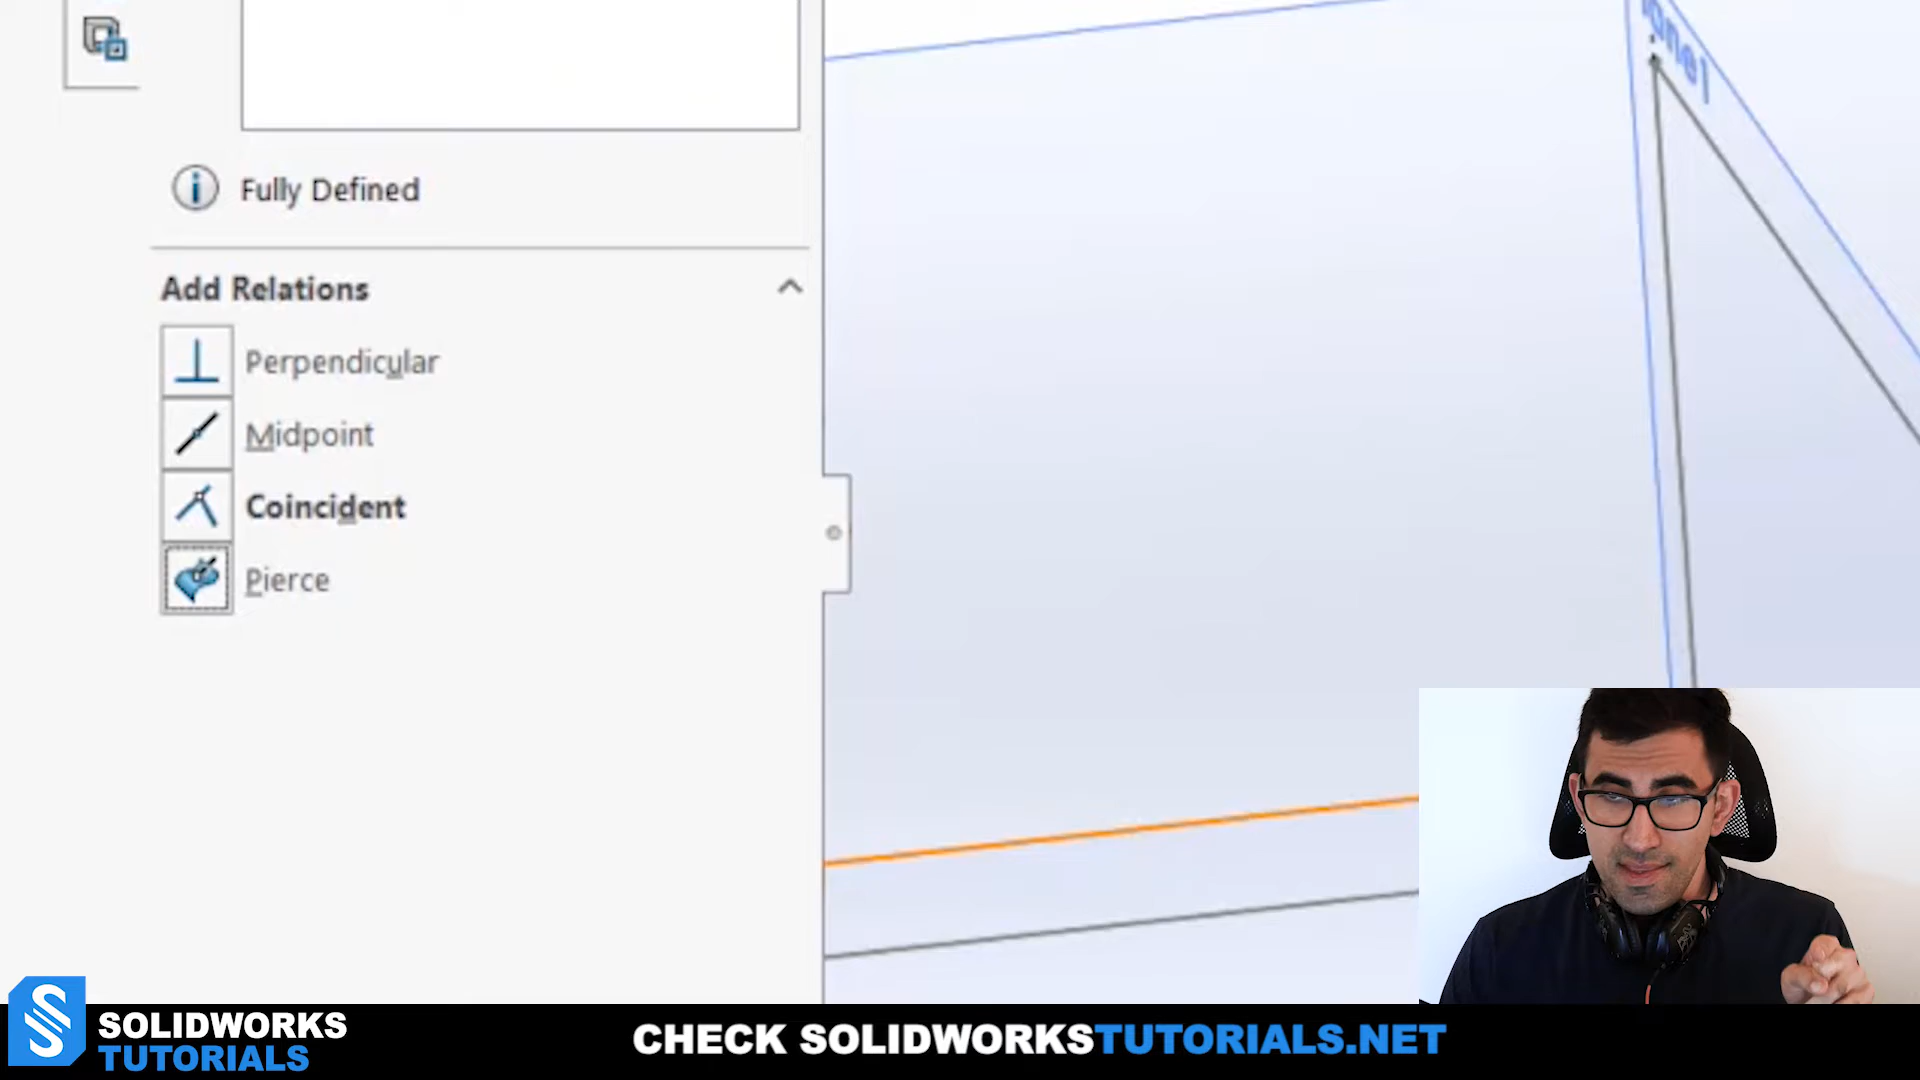 Fully Defined
Add Relations
Perpendicular
Midpoint
Coincident
Pierce
SOLIDWORKS
TUTORIALS
CHECK SOLIDWORKSTUTORIALS.NET